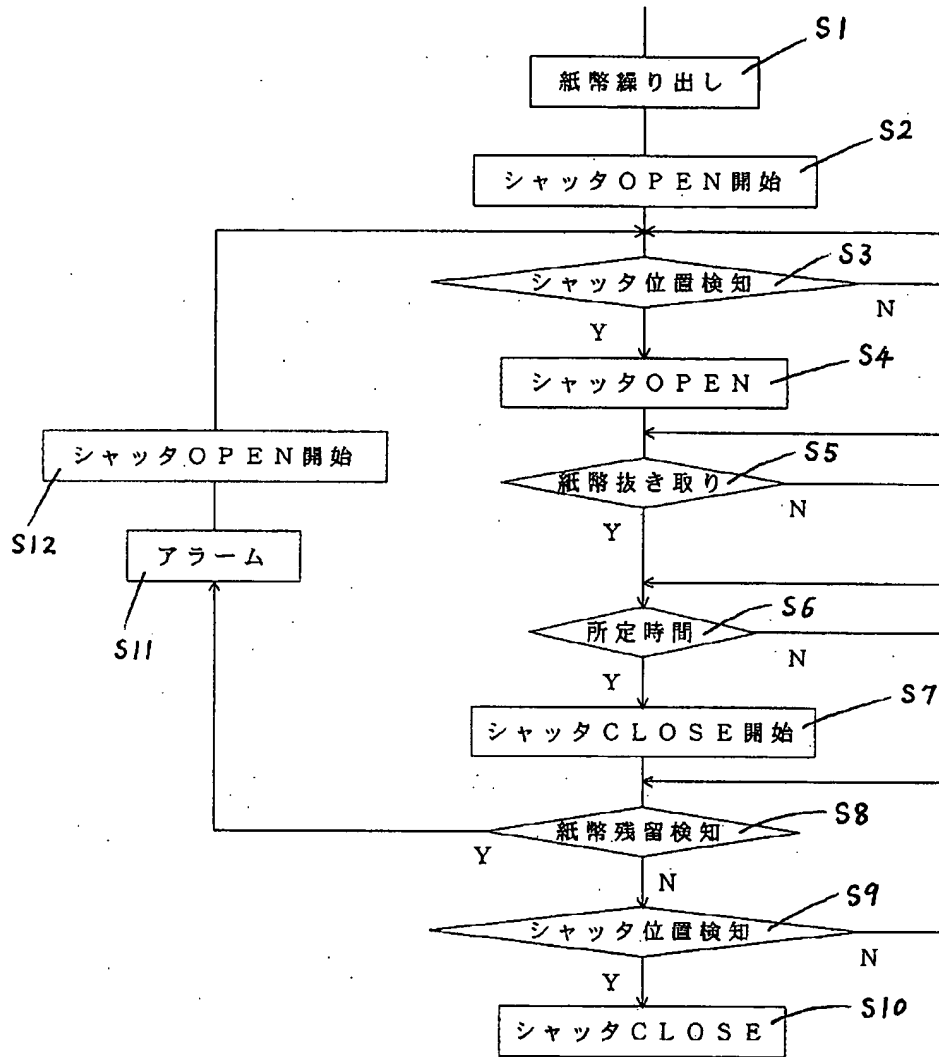 S1
紙幣繰り出し
S2
シャッタOPEN開始
S3
シャッタ位置検知
N
Y
S4
シャッタOPEN
シャッタOPEN開始
S12
S5
紙幣抜き取り
N
Y
アラーム
S11
S6
所定時間
N
Y
S7
シャッタCLOSE開始
S8
紙幣残留検知
Y
N
S9
シャッタ位置検知
N
Y
S10
シャッタCLOSE